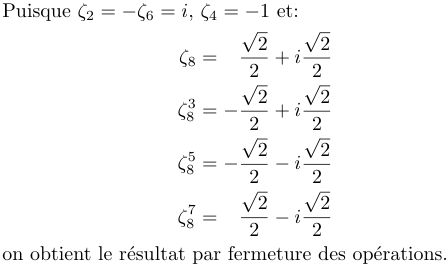 Puisque ζ₂ = −ζ₆ = i, ζ₄ = −1 et:
ζ₈ = √2/2 + i√2/2
ζ₈³ = −√2/2 + i√2/2
ζ₈⁵ = −√2/2 − i√2/2
ζ₈⁷ = √2/2 − i√2/2
on obtient le résultat par fermeture des opérations.